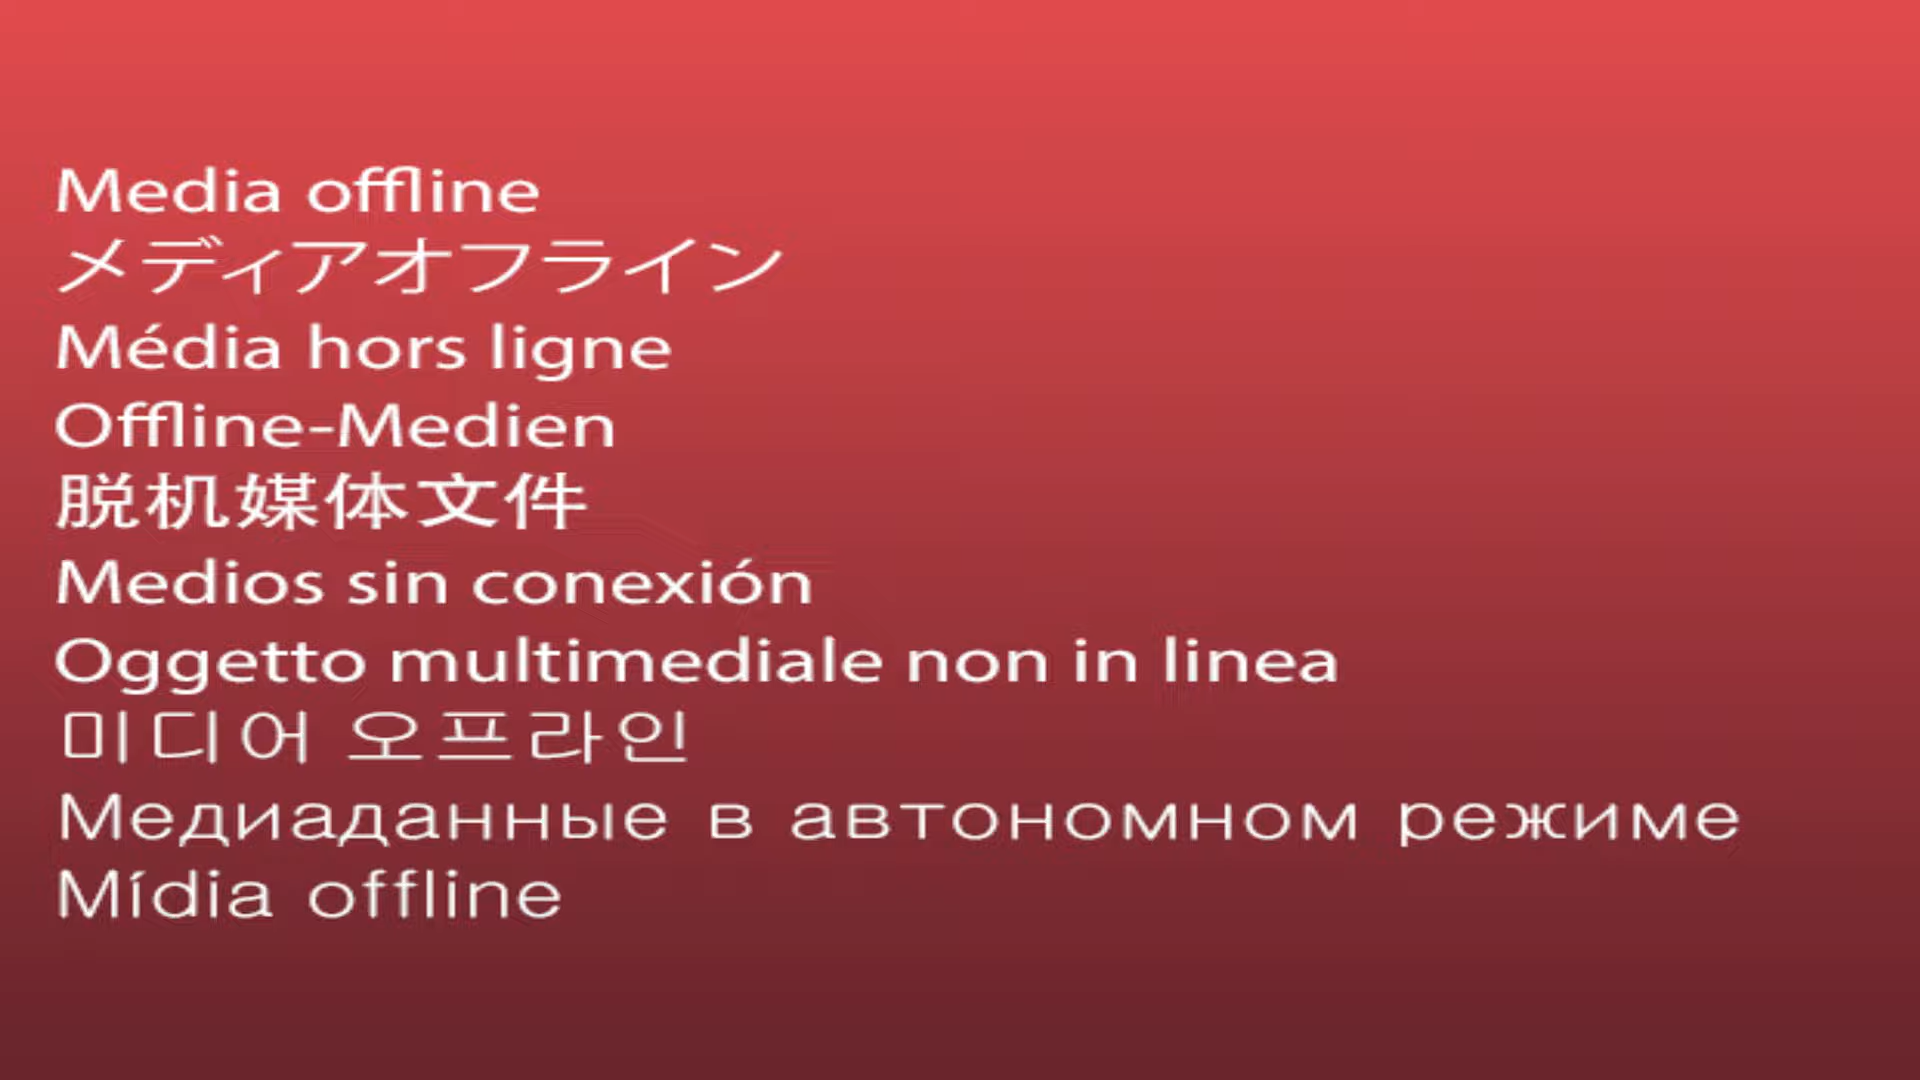 Media offline
メディアオフライン
Média hors ligne
Offline-Medien
脱机媒体文件
Medios sin conexión
Oggetto multimediale non in linea
미디어 오프라인
Медиаданные в автономном режиме
Mídia offline